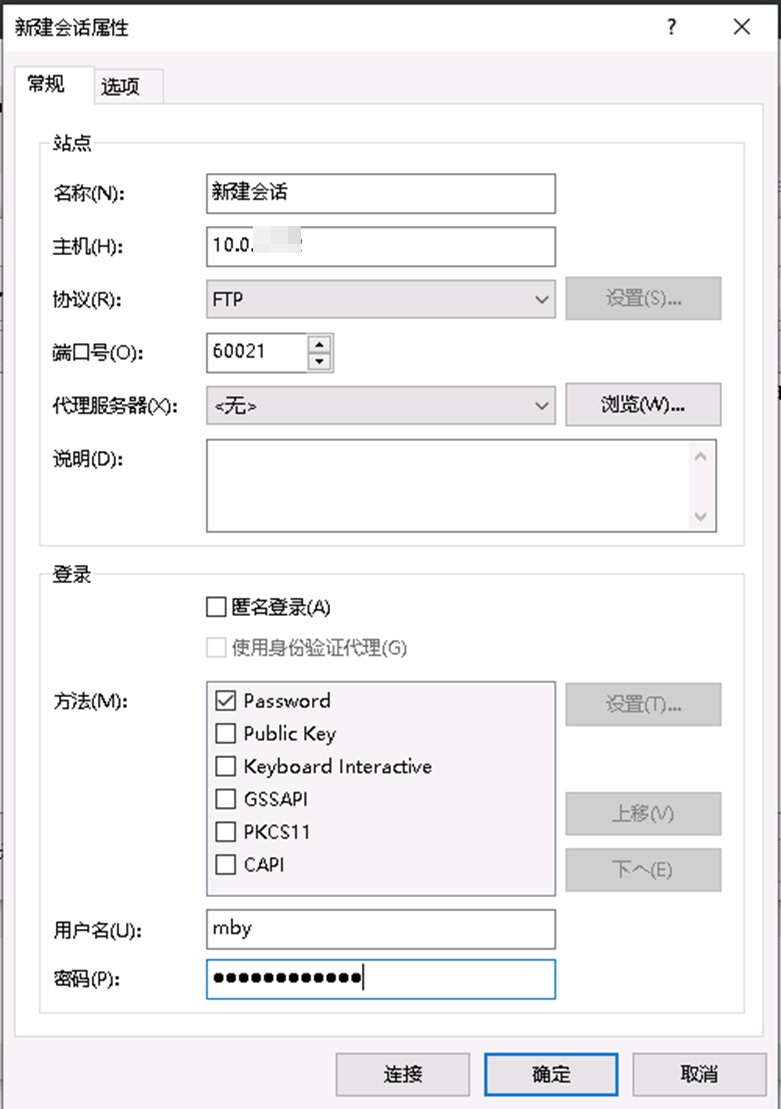 新建会话属性
常规 选项
站点
名称(N): 新建会话
主机(H): 10.0.
协议(R): FTP 设置(S)...
端口号(O): 60021
代理服务器(X): <无> 浏览(W)...
说明(D):
登录
匿名登录(A)
使用身份验证代理(G)
方法(M): Password 设置(T)...
Public Key
Keyboard Interactive
GSSAPI
PKCS11 上移(V)
CAPI 下へ(E)
用户名(U): mby
密码(P): ●●●●●●●●●●●●
连接 确定 取消